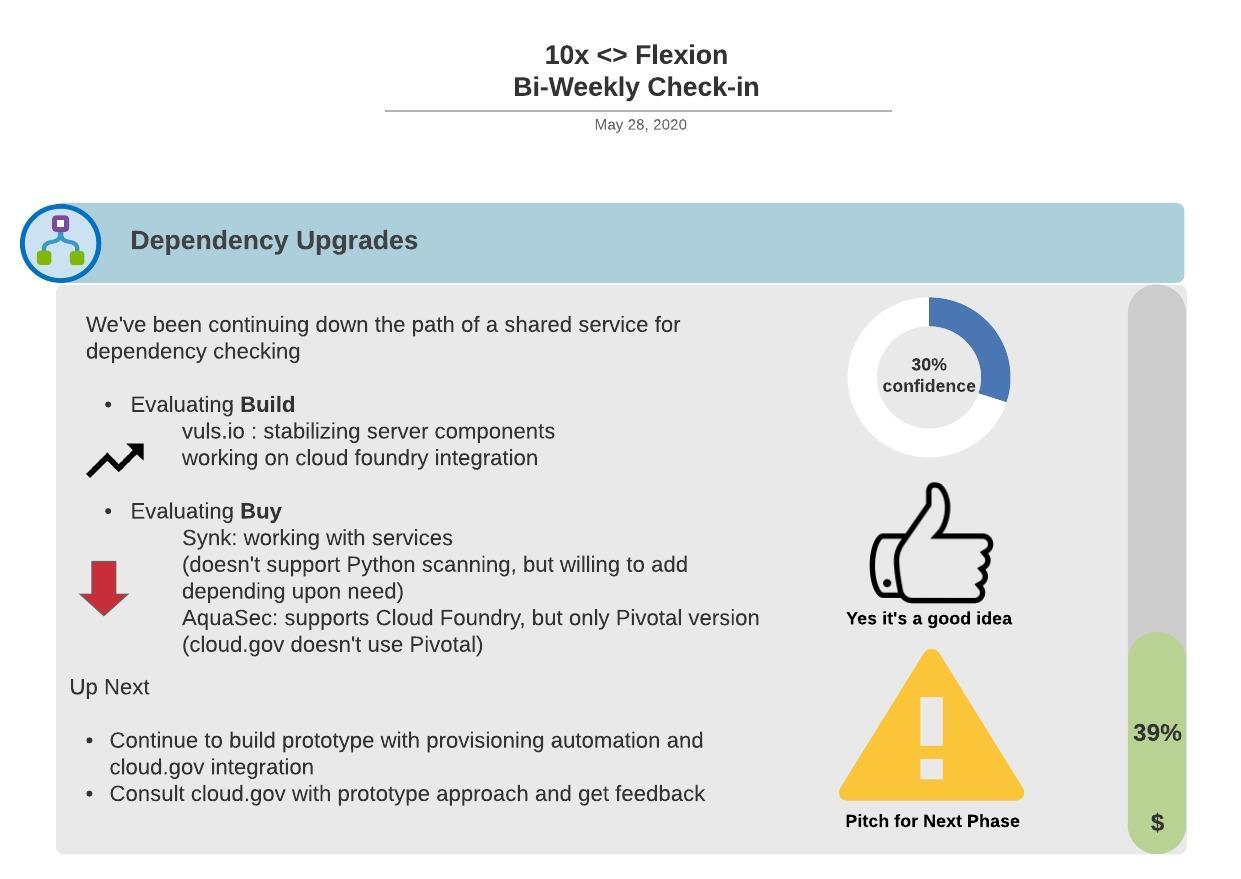 10x <> Flexion
Bi-Weekly Check-in
May 28, 2020
Dependency Upgrades
We've been continuing down the path of a shared service for
dependency checking
• Evaluating Build
vuls.io : stabilizing server components
working on cloud foundry integration
• Evaluating Buy
Synk: working with services
(doesn't support Python scanning, but willing to add
depending upon need)
AquaSec: supports Cloud Foundry, but only Pivotal version
(cloud.gov doesn't use Pivotal)
Up Next
• Continue to build prototype with provisioning automation and
cloud.gov integration
• Consult cloud.gov with prototype approach and get feedback
30%
confidence
Yes it's a good idea
Pitch for Next Phase
39%
$